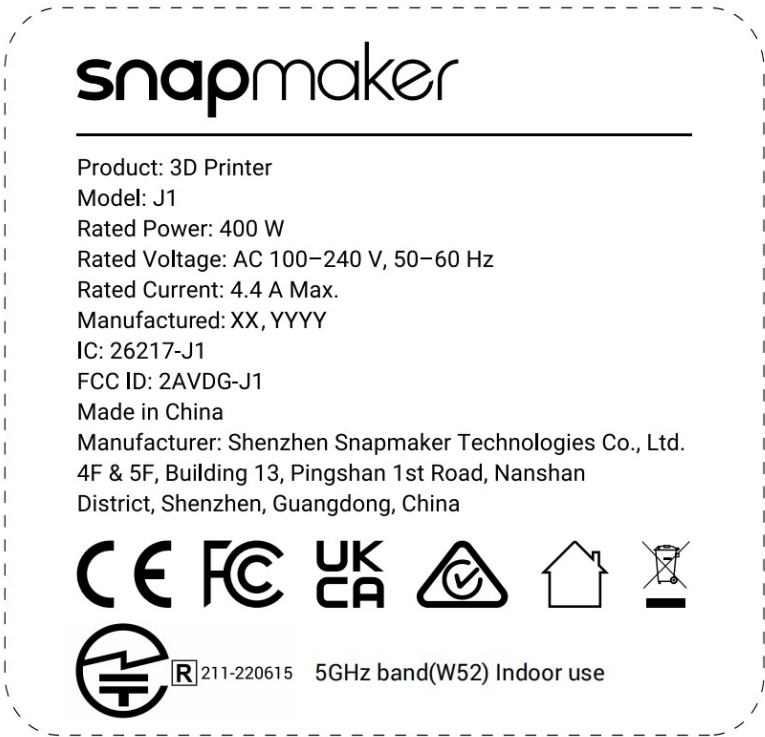 snapmaker
Product: 3D Printer
Model: J1
Rated Power: 400 W
Rated Voltage: AC 100–240 V, 50–60 Hz
Rated Current: 4.4 A Max.
Manufactured: XX, YYYY
IC: 26217-J1
FCC ID: 2AVDG-J1
Made in China
Manufacturer: Shenzhen Snapmaker Technologies Co., Ltd.
4F & 5F, Building 13, Pingshan 1st Road, Nanshan
District, Shenzhen, Guangdong, China
CE FC UK
CA
R 211-220615 5GHz band(W52) Indoor use